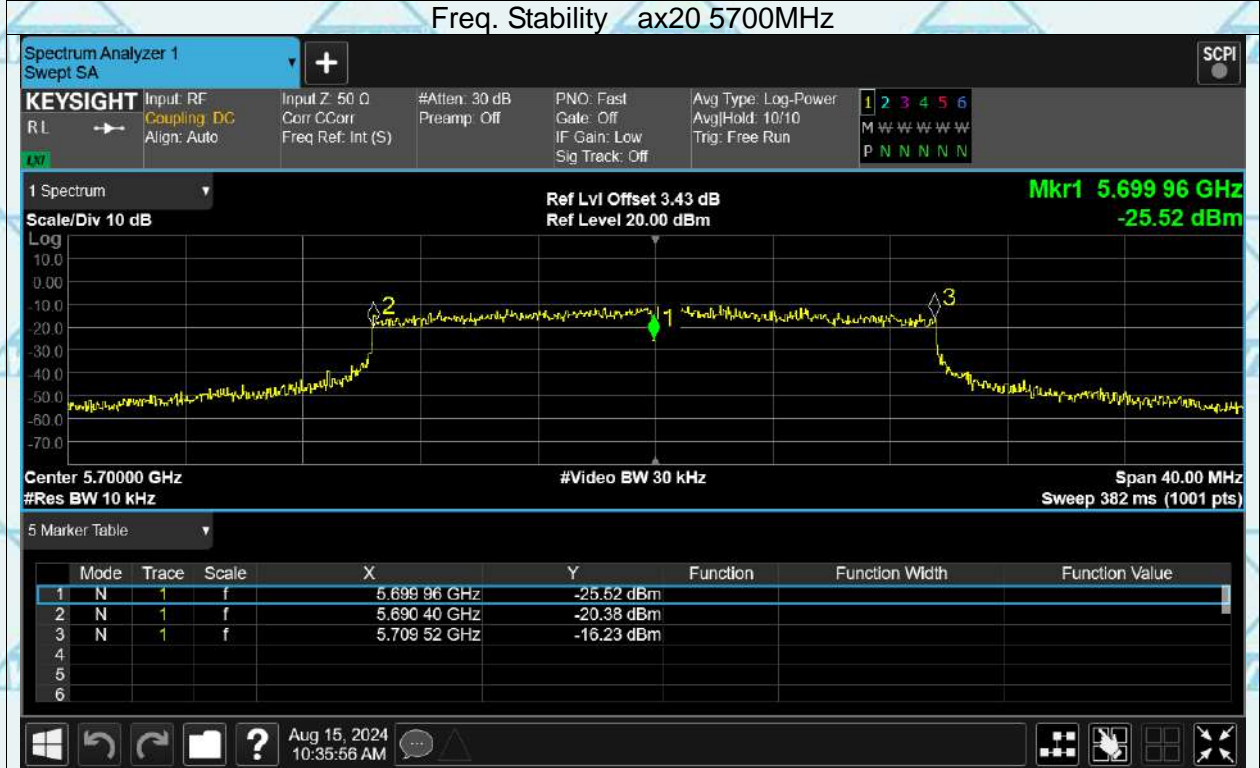 Freq. Stability ax20 5700MHz
Spectrum Analyzer 1
Swept SA
+
SCPI
KEYSIGHT
RL
LXI
Input: RF
Coupling: DC
Align: Auto
Input Z: 50 Ω
Corr CCorr
Freq Ref: Int (S)
#Atten: 30 dB
Preamp: Off
PNO: Fast
Gate: Off
IF Gain: Low
Sig Track: Off
Avg Type: Log-Power
Avg|Hold: 10/10
Trig: Free Run
1 2 3 4 5 6
M W W W W W
P N N N N N
1 Spectrum
Scale/Div 10 dB
Ref Lvl Offset 3.43 dB
Ref Level 20.00 dBm
Mkr1 5.699 96 GHz
-25.52 dBm
Log
10.0
0.00
-10.0
-20.0
-30.0
-40.0
-50.0
-60.0
-70.0
2
1
3
Center 5.70000 GHz
#Video BW 30 kHz
Span 40.00 MHz
#Res BW 10 kHz
Sweep 382 ms (1001 pts)
5 Marker Table
Mode Trace Scale X Y Function Function Width Function Value
1 N 1 f 5.699 96 GHz -25.52 dBm
2 N 1 f 5.690 40 GHz -20.38 dBm
3 N 1 f 5.709 52 GHz -16.23 dBm
4
5
6
?
Aug 15, 2024
10:35:56 AM